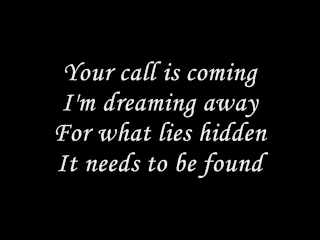 Your call is coming
I'm dreaming away
For what lies hidden
It needs to be found